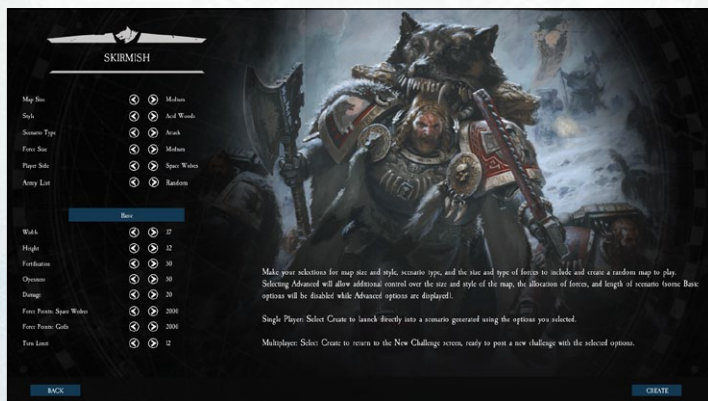 SKIRMISH
Map Size Medium
Style Acid Woods
Scenario Type Attack
Force Size Medium
Player Side Space Wolves
Army List Random
Basic
Width 17
Height 22
Fortification 50
Openness 50
Damage 20
Force Points: Space Wolves 2000
Force Points: Gofs 2000
Turn Limit 12
Make your selections for map size and style, scenario type, and the size and type of forces to include and create a random map to play.
Selecting Advanced will allow additional control over the size and style of the map, the allocation of forces, and length of scenario (some Basic
options will be disabled while Advanced options are displayed).
Single Player: Select Create to launch directly into a scenario generated using the options you selected.
Multiplayer: Select Create to return to the New Challenge screen, ready to post a new challenge with the selected options.
BACK CREATE